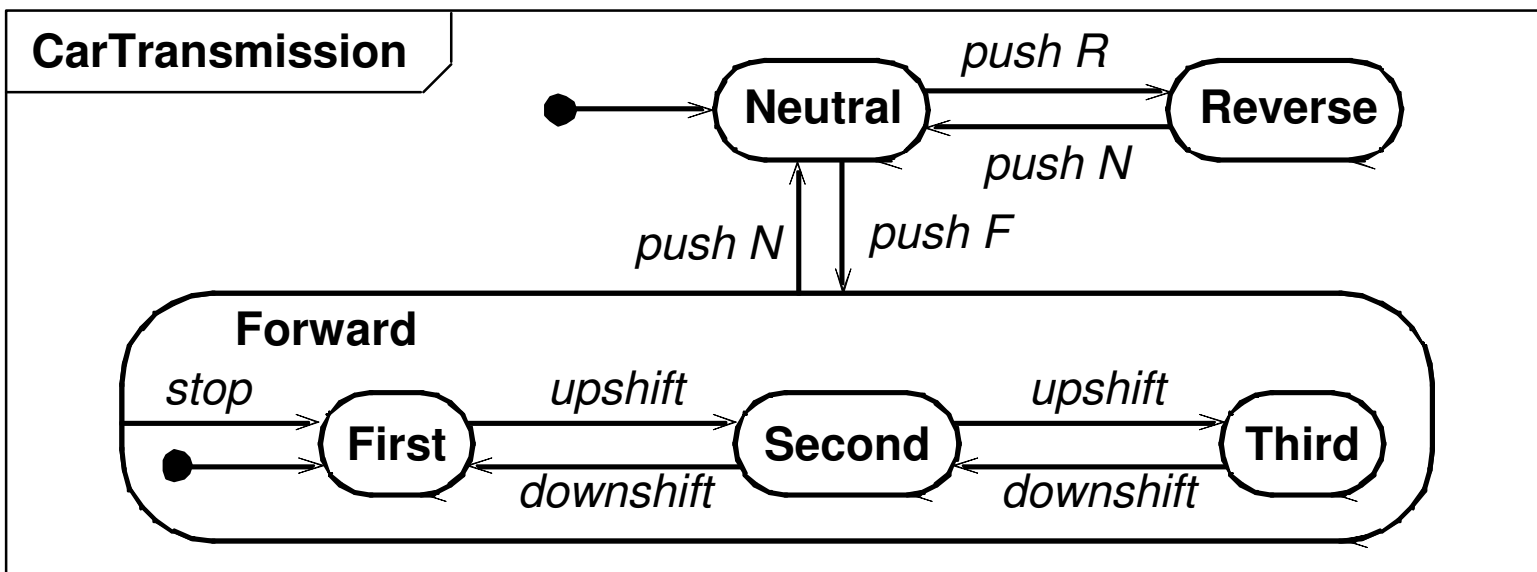 CarTransmission
push R
Neutral
Reverse
push N
push N
push F
Forward
stop
upshift
upshift
First
Second
Third
downshift
downshift